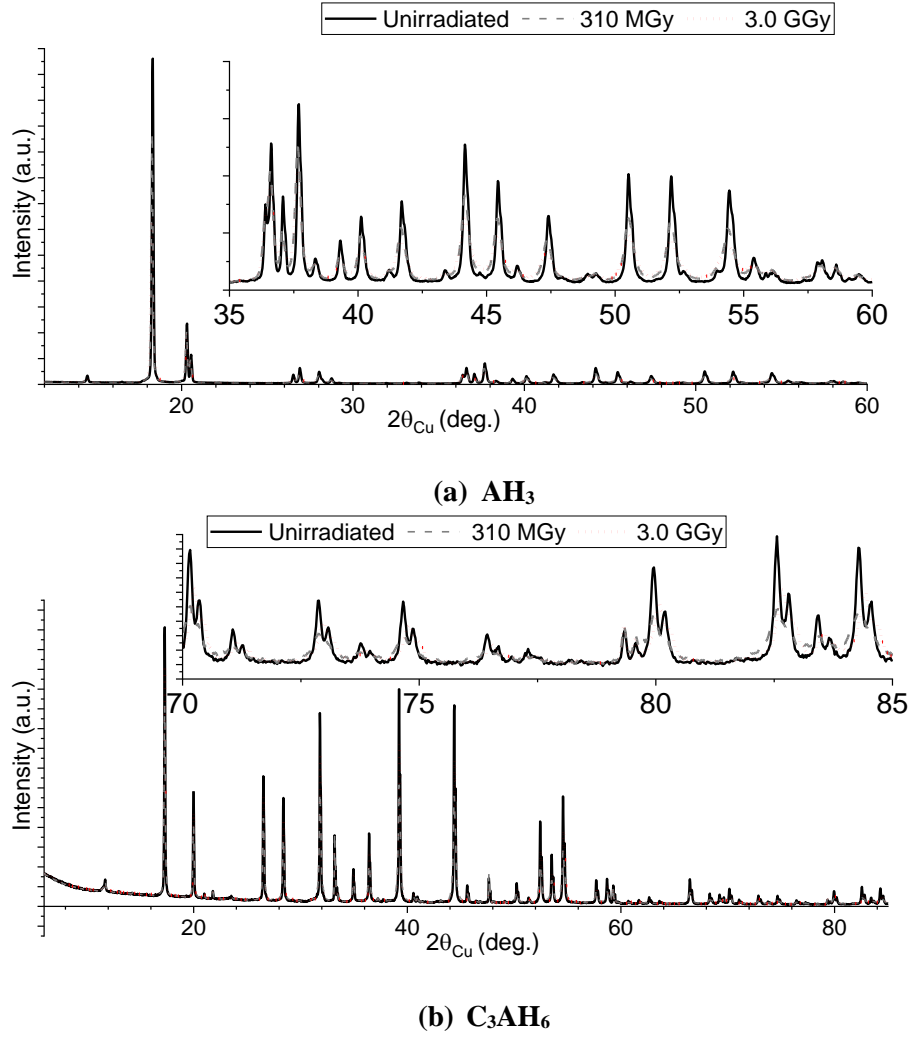 Unirradiated 310 MGy 3.0 GGy
Intensity (a.u.)
35 40 45 50 55 60
20 30 40 50 60
2θCu (deg.)
(a) AH₃
Unirradiated 310 MGy 3.0 GGy
Intensity (a.u.)
70 75 80 85
20 40 60 80
2θCu (deg.)
(b) C₃AH₆